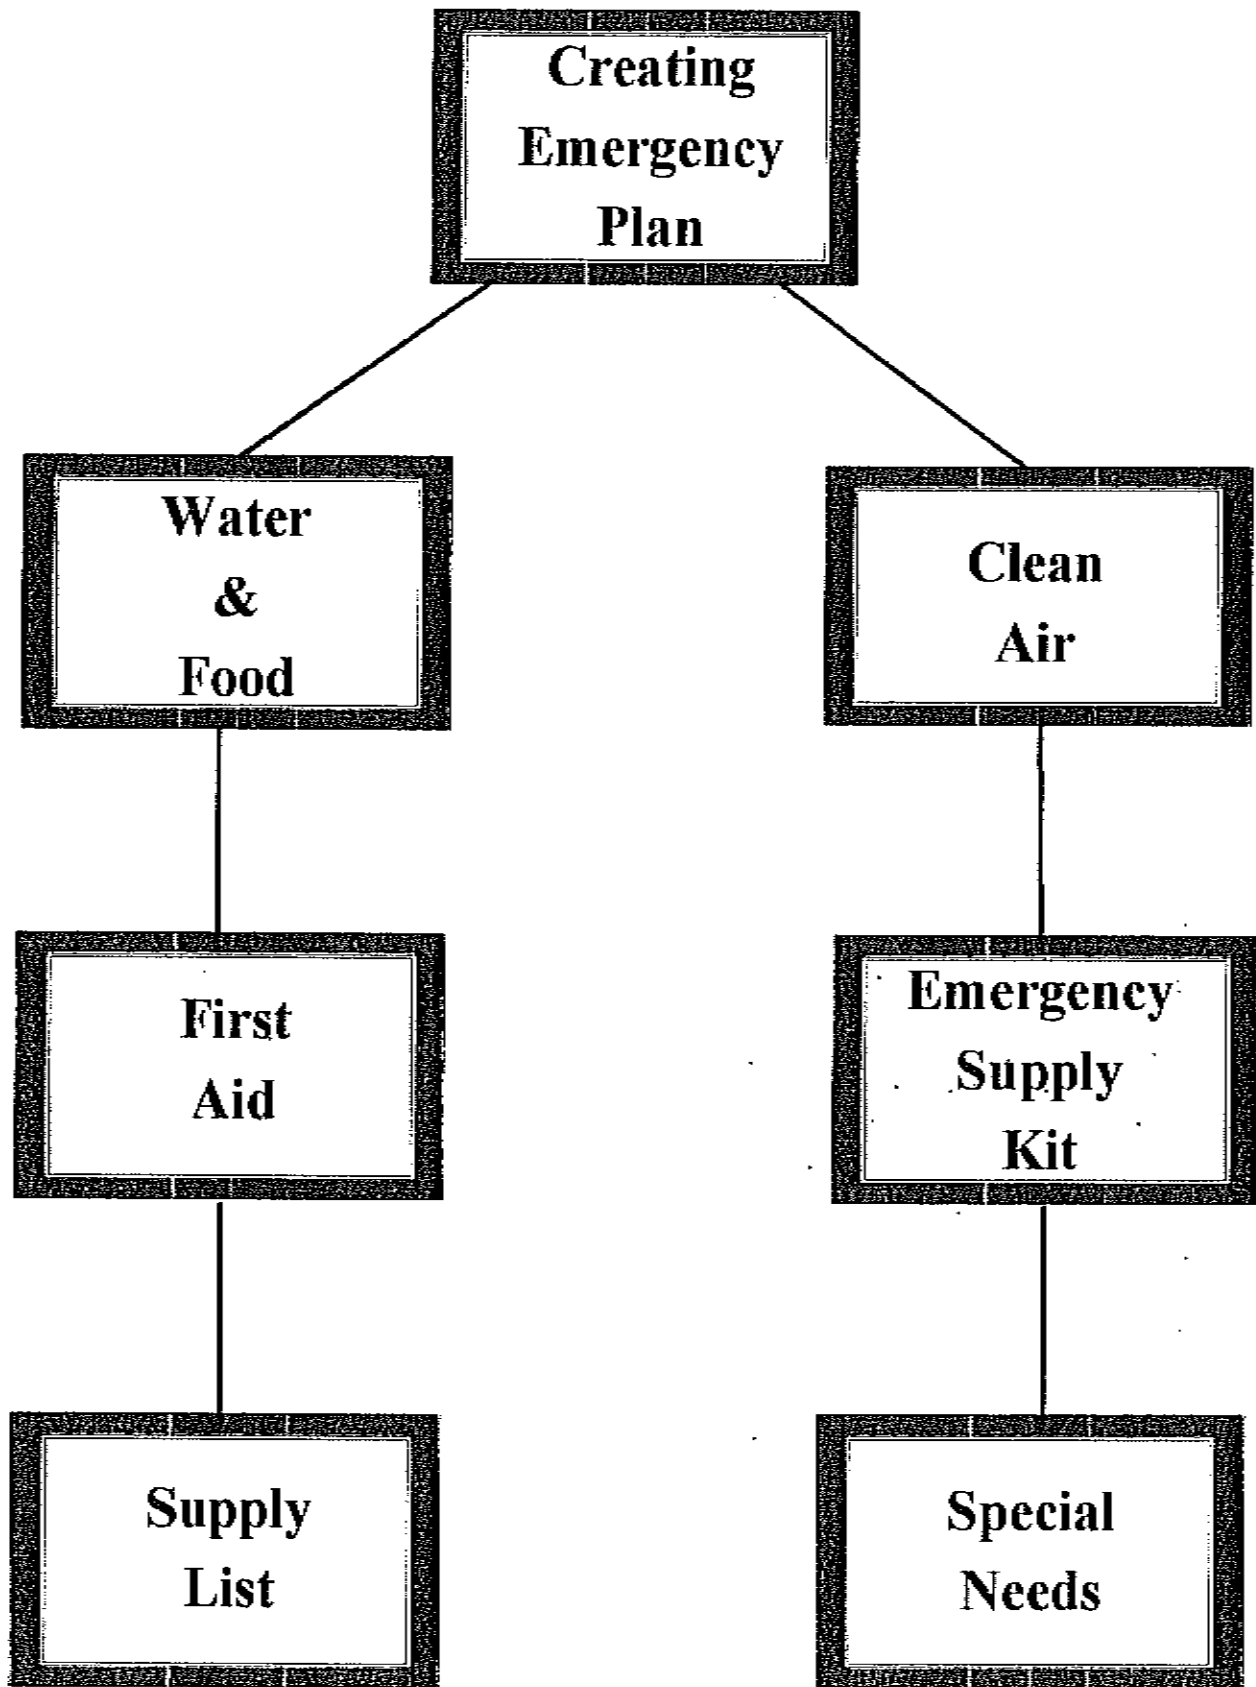 Creating
Emergency
Plan
Water
&
Food
Clean
Air
First
Aid
Emergency
Supply
Kit
Supply
List
Special
Needs